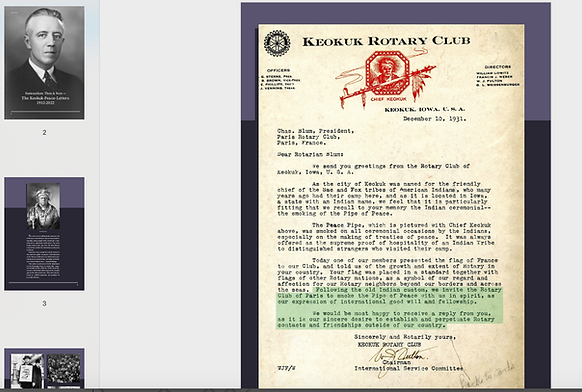 The Keokuk Peace Letters
1932-2022
2
3
KEOKUK ROTARY CLUB
OFFICERS
DIRECTORS
CHIEF KEOKUK
KEOKUK, IOWA, U. S. A.
December 10, 1931.
Chas. Blum, President,
Paris Rotary Club,
Paris, France.
Dear Rotarian Blum:
We send you greetings from the Rotary Club of
Keokuk, Iowa, U. S. A.
As the city of Keokuk was named for the friendly
chief of the Sac and Fox tribes of American Indians, who many
years ago had their camp here, and as it is located in Iowa,
a state with an Indian name, we feel that it is particularly
fitting that we recall to your memory the Indian ceremonial--
the smoking of the Pipe of Peace.
The Peace Pipe, which is pictured with Chief Keokuk
above, was smoked on all ceremonial occasions by the Indians,
especially on the making of treaties of peace. It was always
offered as the supreme proof of hospitality of an Indian Tribe
to distinguished strangers who visited their camp.
Today one of our members presented the flag of France
to our Club, and told us of the growth and extent of Rotary in
your country. Your flag was placed in a standard together with
flags of other Rotary nations, as a symbol of our regard and
affection for our Rotary neighbors beyond our borders and across
the seas. Following the old Indian custom, we invite the Rotary
Club of Paris to smoke the Pipe of Peace with us in spirit, as
our expression of international good will and fellowship.
We would be most happy to receive a reply from you,
as it is our sincere desire to establish and perpetuate Rotary
contacts and friendships outside of our country.
Sincerely and Rotarily yours,
KEOKUK ROTARY CLUB
Chairman
International Service Committee
WJF/W